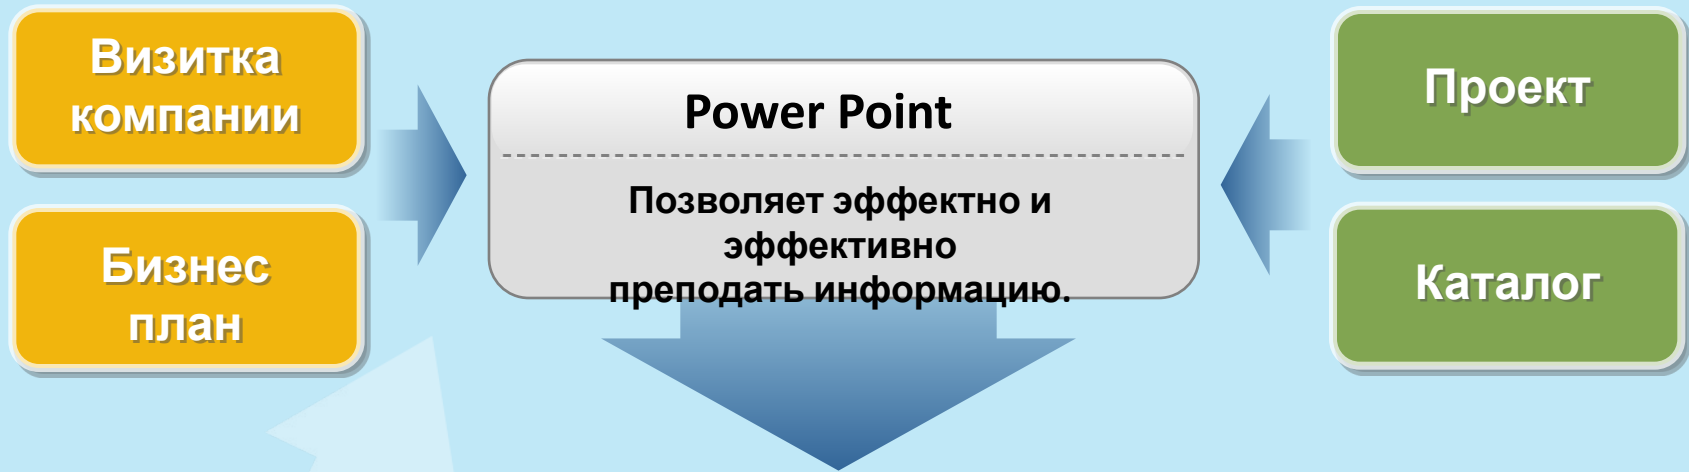 Визитка
компании
Бизнес
план
Power Point
Позволяет эффектно и
эффективно
преподать информацию.
Проект
Каталог